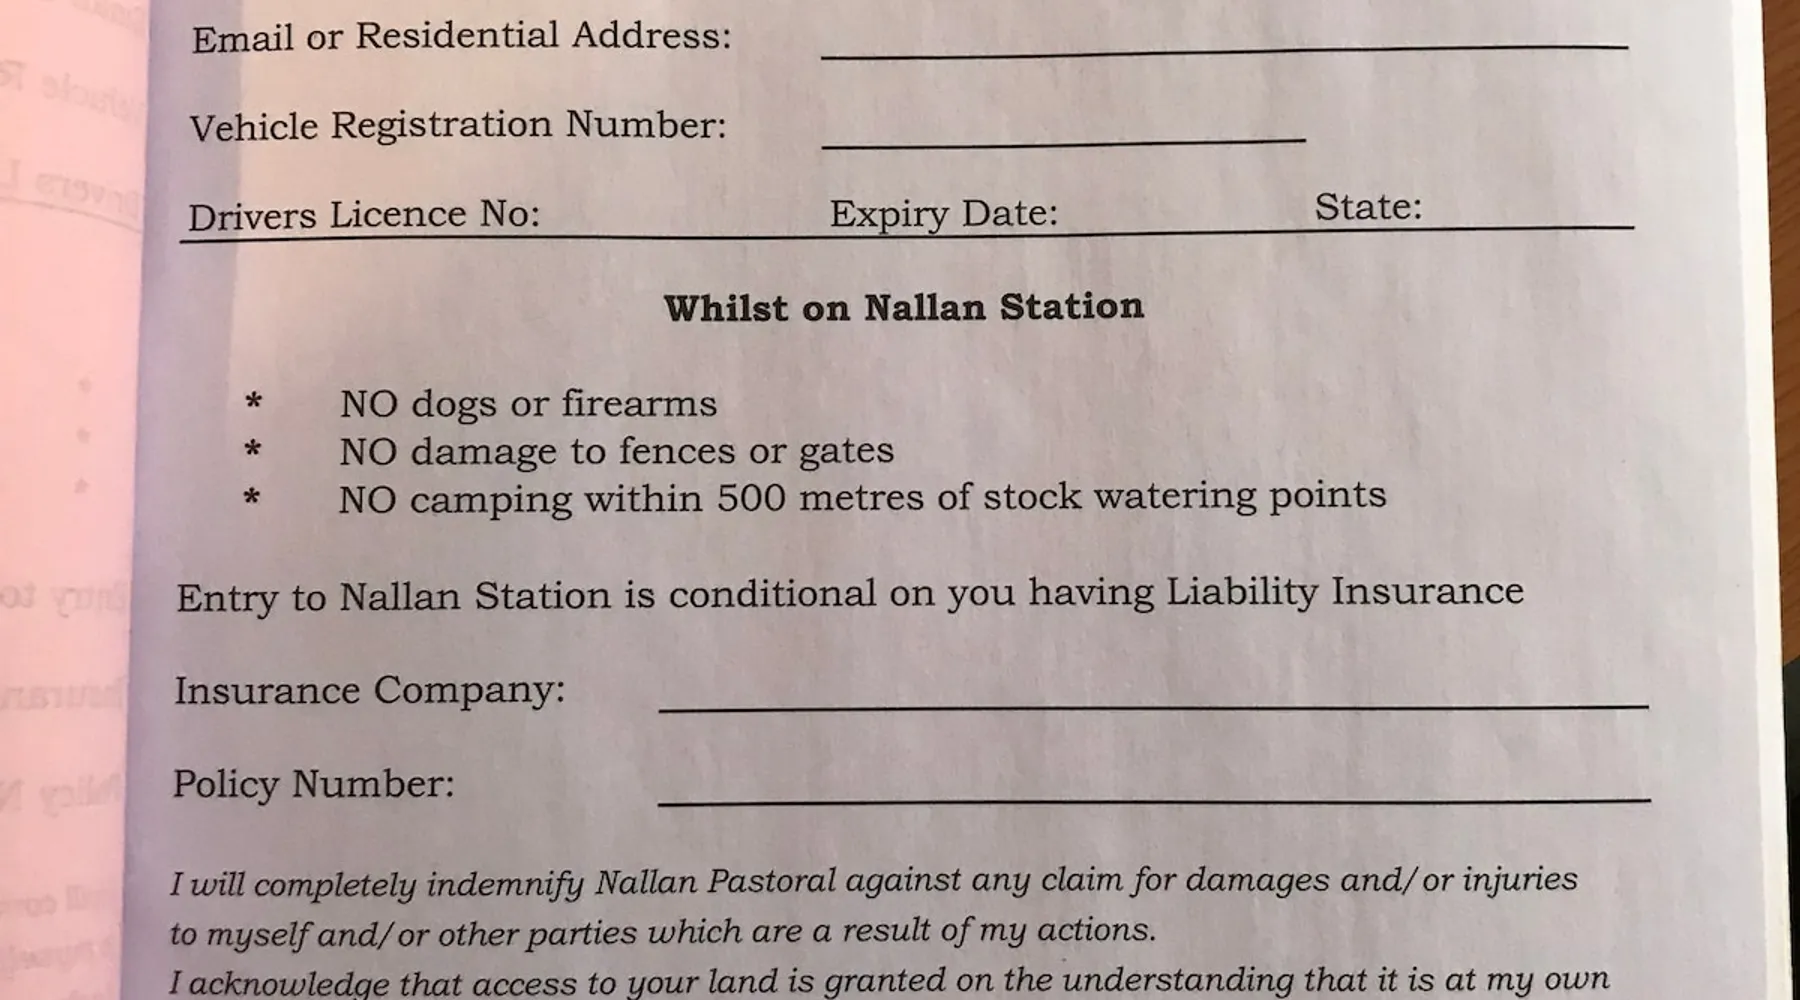 Email or Residential Address:
Vehicle Registration Number:
Drivers Licence No: Expiry Date: State:
Whilst on Nallan Station
* NO dogs or firearms
* NO damage to fences or gates
* NO camping within 500 metres of stock watering points
Entry to Nallan Station is conditional on you having Liability Insurance
Insurance Company:
Policy Number:
I will completely indemnify Nallan Pastoral against any claim for damages and/or injuries
to myself and/or other parties which are a result of my actions.
I acknowledge that access to your land is granted on the understanding that it is at my own